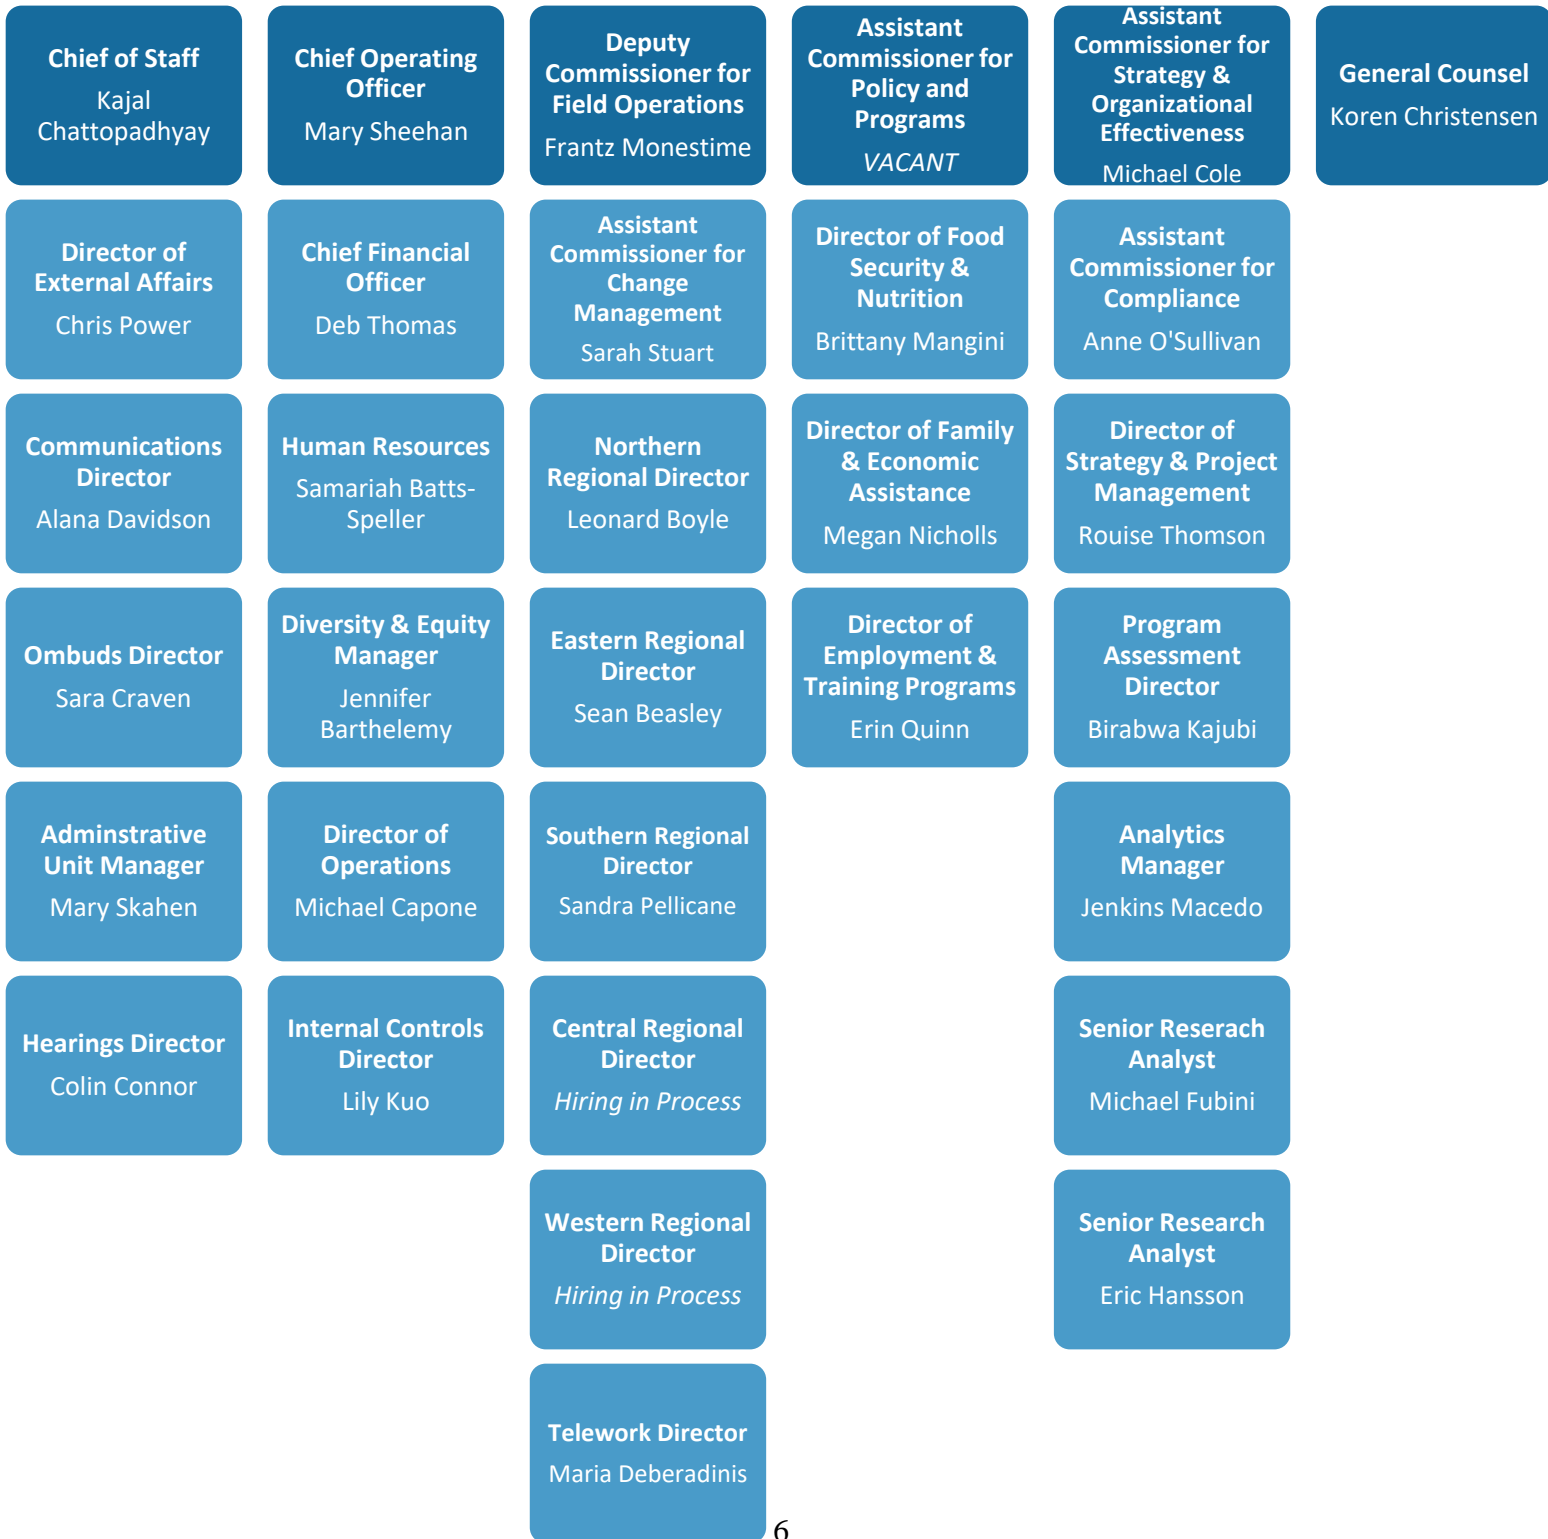 Chief of Staff
Kajal
Chattopadhyay
Director of
External Affairs
Chris Power
Communications
Director
Alana Davidson
Ombuds Director
Sara Craven
Adminstrative
Unit Manager
Mary Skahen
Hearings Director
Colin Connor
Chief Operating
Officer
Mary Sheehan
Chief Financial
Officer
Deb Thomas
Human Resources
Samariah Batts-
Speller
Diversity & Equity
Manager
Jennifer
Barthelemy
Director of
Operations
Michael Capone
Internal Controls
Director
Lily Kuo
Deputy
Commissioner for
Field Operations
Frantz Monestime
Assistant
Commissioner for
Change
Management
Sarah Stuart
Northern
Regional Director
Leonard Boyle
Eastern Regional
Director
Sean Beasley
Southern Regional
Director
Sandra Pellicane
Central Regional
Director
Hiring in Process
Western Regional
Director
Hiring in Process
Telework Director
Maria Deberadinis
Assistant
Commissioner for
Policy and
Programs
VACANT
Director of Food
Security &
Nutrition
Brittany Mangini
Director of Family
& Economic
Assistance
Megan Nicholls
Director of
Employment &
Training Programs
Erin Quinn
Assistant
Commissioner for
Strategy &
Organizational
Effectiveness
Michael Cole
Assistant
Commissioner for
Compliance
Anne O'Sullivan
Director of
Strategy & Project
Management
Rouise Thomson
Program
Assessment
Director
Birabwa Kajubi
Analytics
Manager
Jenkins Macedo
Senior Reserach
Analyst
Michael Fubini
Senior Research
Analyst
Eric Hansson
General Counsel
Koren Christensen
6